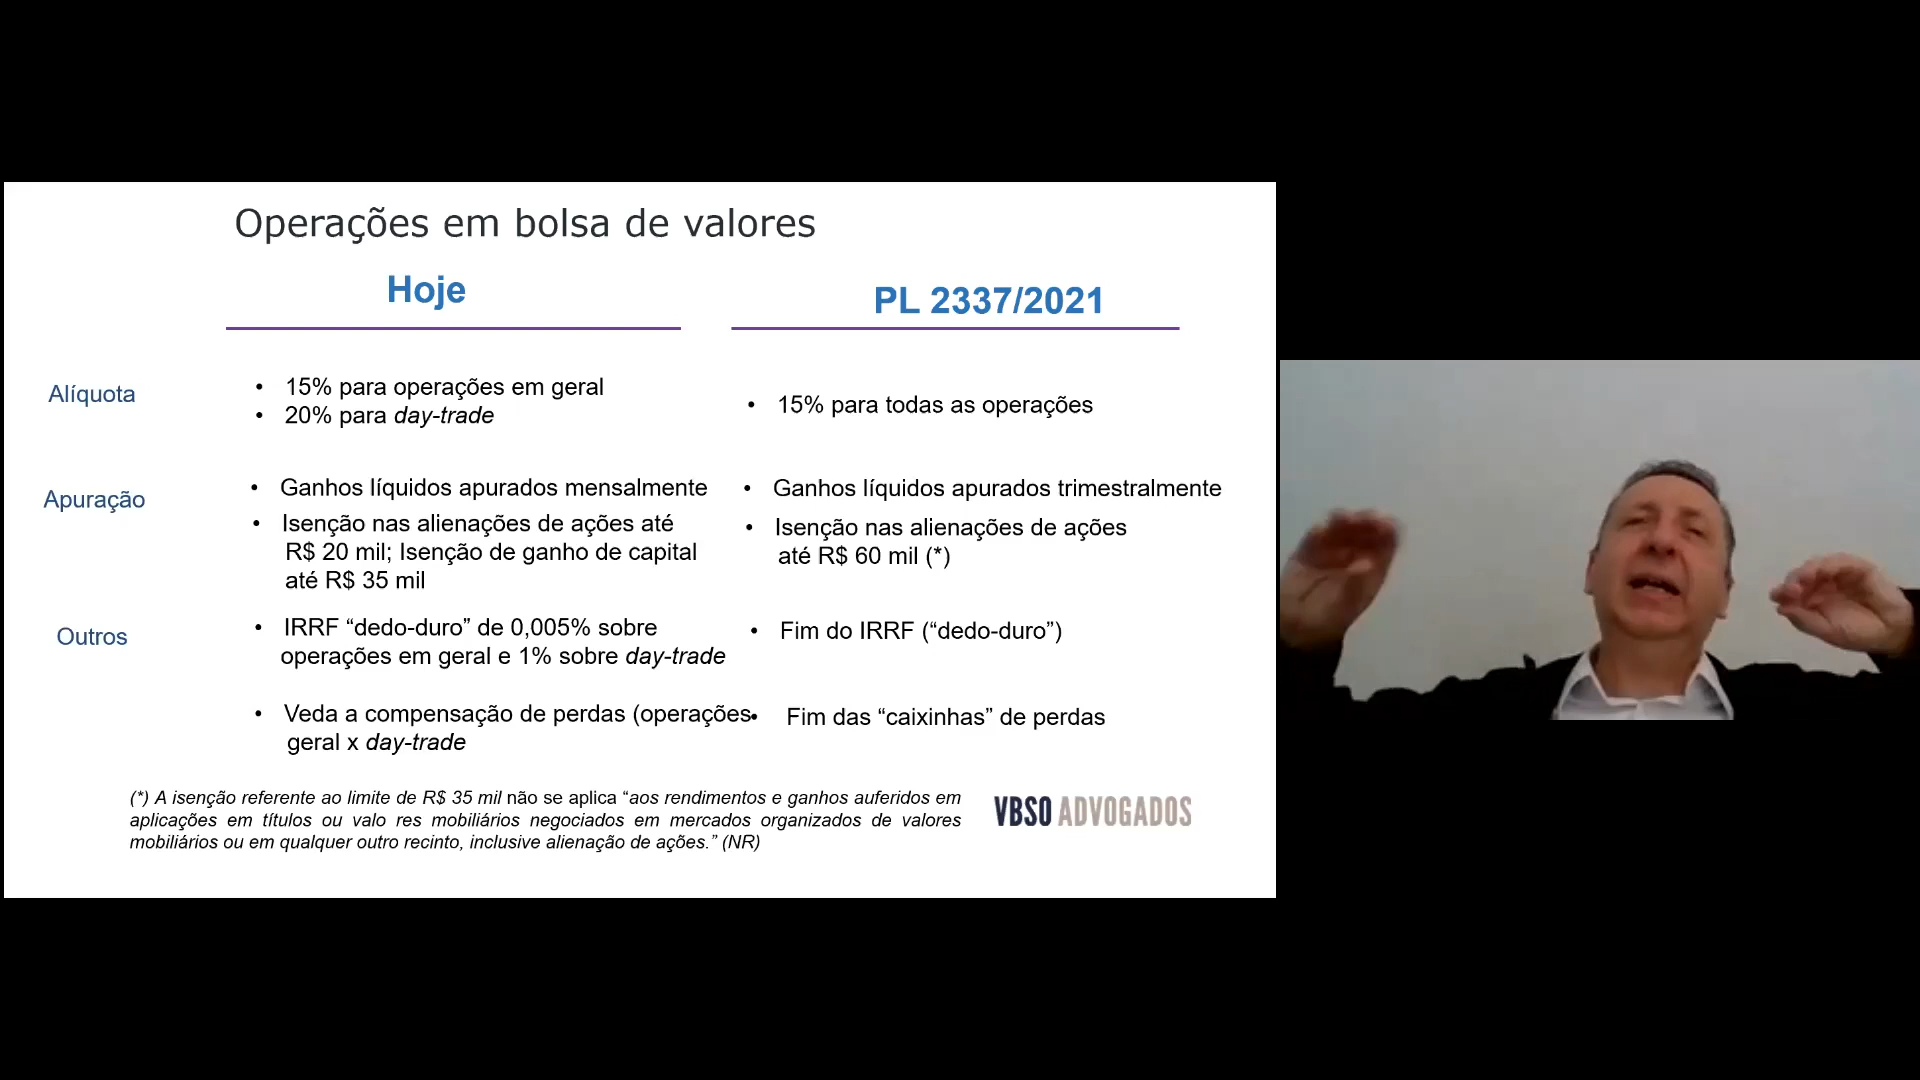 Operações em bolsa de valores
Hoje
PL 2337/2021
Alíquota
• 15% para operações em geral
• 20% para day-trade
• 15% para todas as operações
Apuração
• Ganhos líquidos apurados mensalmente
• Isenção nas alienações de ações até
R$ 20 mil; Isenção de ganho de capital
até R$ 35 mil
• Ganhos líquidos apurados trimestralmente
• Isenção nas alienações de ações
até R$ 60 mil (*)
Outros
• IRRF “dedo-duro” de 0,005% sobre
operações em geral e 1% sobre day-trade
• Fim do IRRF (“dedo-duro”)
• Veda a compensação de perdas (operações
geral x day-trade
• Fim das “caixinhas” de perdas
(*) A isenção referente ao limite de R$ 35 mil não se aplica “aos rendimentos e ganhos auferidos em
aplicações em títulos ou valo res mobiliários negociados em mercados organizados de valores
mobiliários ou em qualquer outro recinto, inclusive alienação de ações.” (NR)
VBSO ADVOGADOS